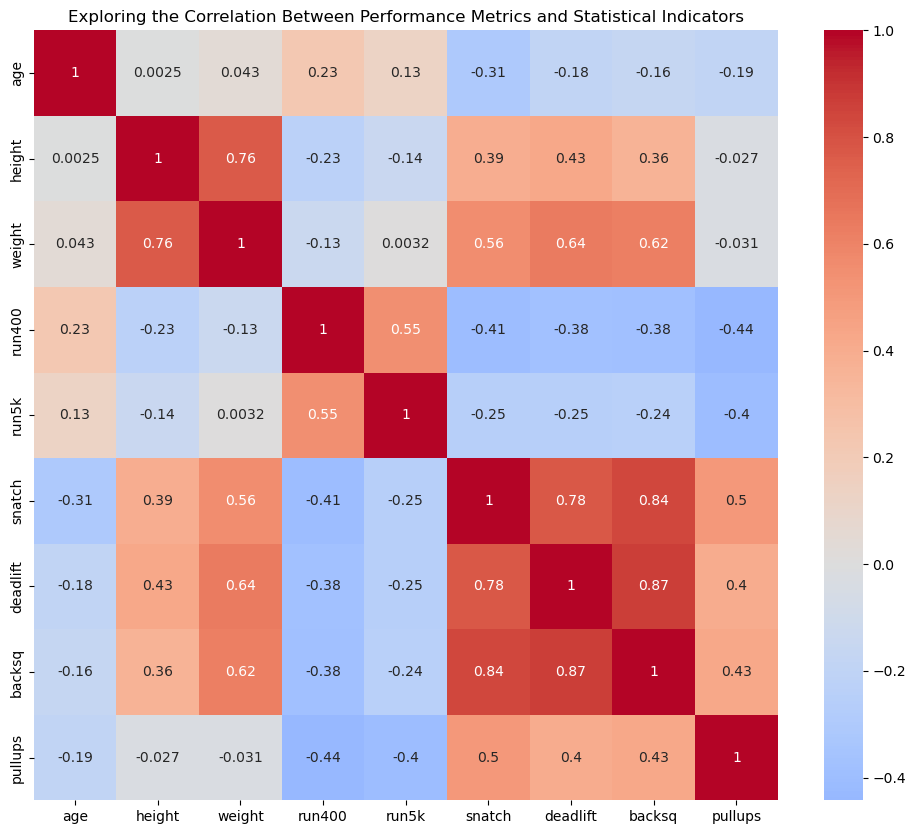 Exploring the Correlation Between Performance Metrics and Statistical Indicators
age 1 0.0025 0.043 0.23 0.13 -0.31 -0.18 -0.16 -0.19
height 0.0025 1 0.76 -0.23 -0.14 0.39 0.43 0.36 -0.027
weight 0.043 0.76 1 -0.13 0.0032 0.56 0.64 0.62 -0.031
run400 0.23 -0.23 -0.13 1 0.55 -0.41 -0.38 -0.38 -0.44
run5k 0.13 -0.14 0.0032 0.55 1 -0.25 -0.25 -0.24 -0.4
snatch -0.31 0.39 0.56 -0.41 -0.25 1 0.78 0.84 0.5
deadlift -0.18 0.43 0.64 -0.38 -0.25 0.78 1 0.87 0.4
backsq -0.16 0.36 0.62 -0.38 -0.24 0.84 0.87 1 0.43
pullups -0.19 -0.027 -0.031 -0.44 -0.4 0.5 0.4 0.43 1
age height weight run400 run5k snatch deadlift backsq pullups
1.0
0.8
0.6
0.4
0.2
0.0
−0.2
−0.4